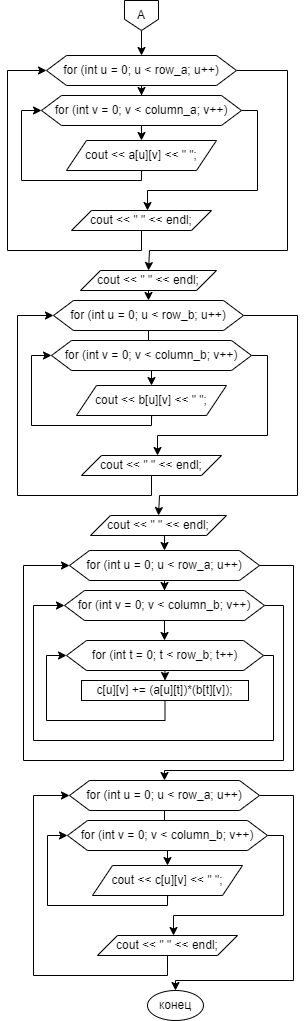 A
for (int u = 0; u < row_a; u++)
for (int v = 0; v < column_a; v++)
cout << a[u][v] << " ";
cout << " " << endl;
cout << " " << endl;
for (int u = 0; u < row_b; u++)
for (int v = 0; v < column_b; v++)
cout << b[u][v] << " ";
cout << " " << endl;
cout << " " << endl;
for (int u = 0; u < row_a; u++)
for (int v = 0; v < column_b; v++)
for (int t = 0; t < row_b; t++)
c[u][v] += (a[u][t])*(b[t][v]);
for (int u = 0; u < row_a; u++)
for (int v = 0; v < column_b; v++)
cout << c[u][v] << " ";
cout << " " << endl;
конец